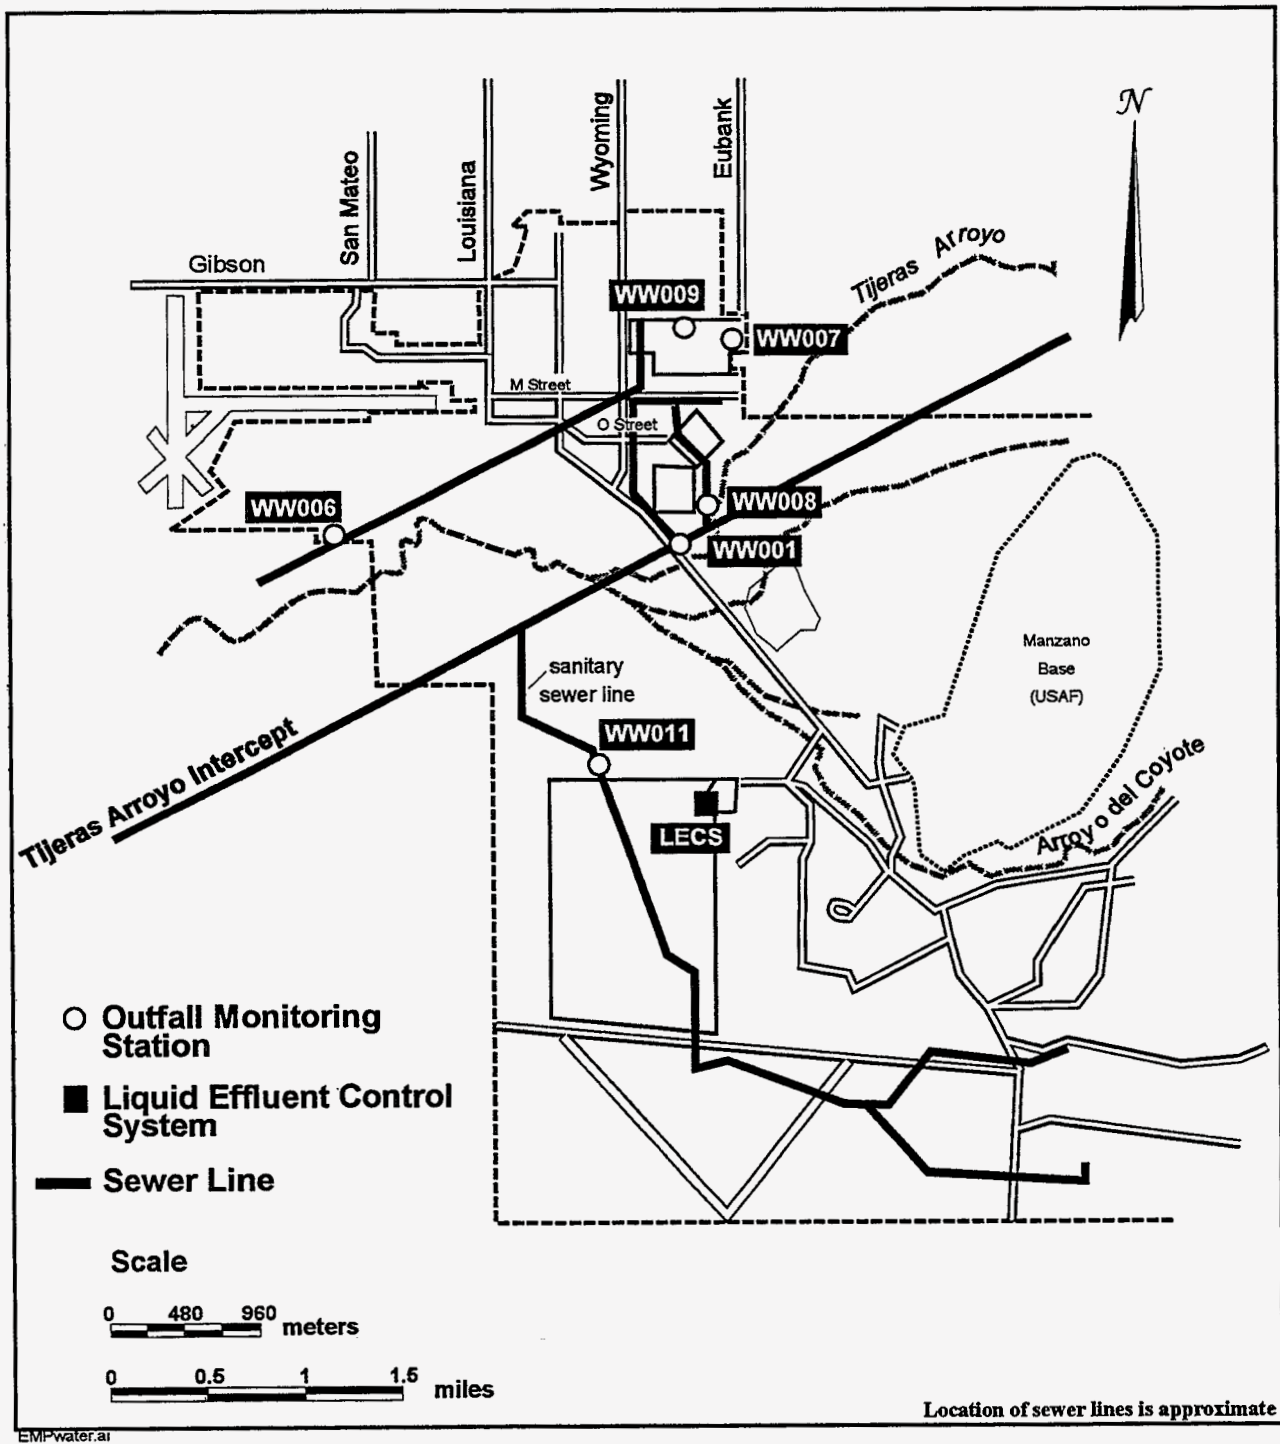 N
San Mateo
Louisiana
Wyoming
Eubank
Tijeras Arroyo
Gibson
WW009
WW007
M Street
O Street
WW006
WW008
WW001
Manzano
Base
(USAF)
sanitary
sewer line
WW011
Tijeras Arroyo Intercept
LECS
Arroyo del Coyote
Outfall Monitoring
Station
Liquid Effluent Control
System
Sewer Line
Scale
0 480 960
meters
0 0.5 1 1.5
miles
Location of sewer lines is approximate
EMPwater.ai